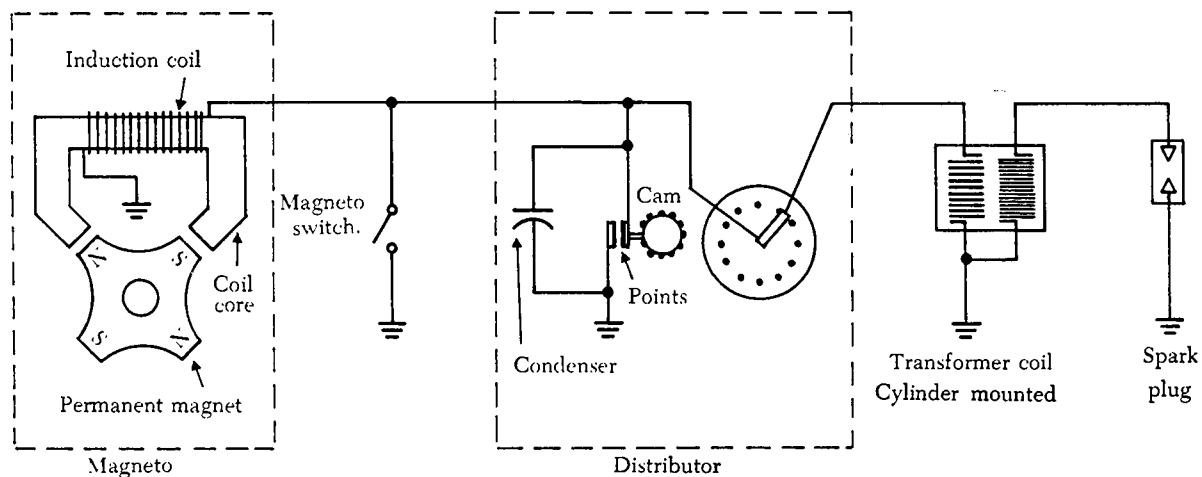 Induction coil
N
S
S
N
Coil
core
Permanent magnet
Magneto
Magneto
switch.
Cam
Points
Condenser
Distributor
Transformer coil
Cylinder mounted
Spark
plug